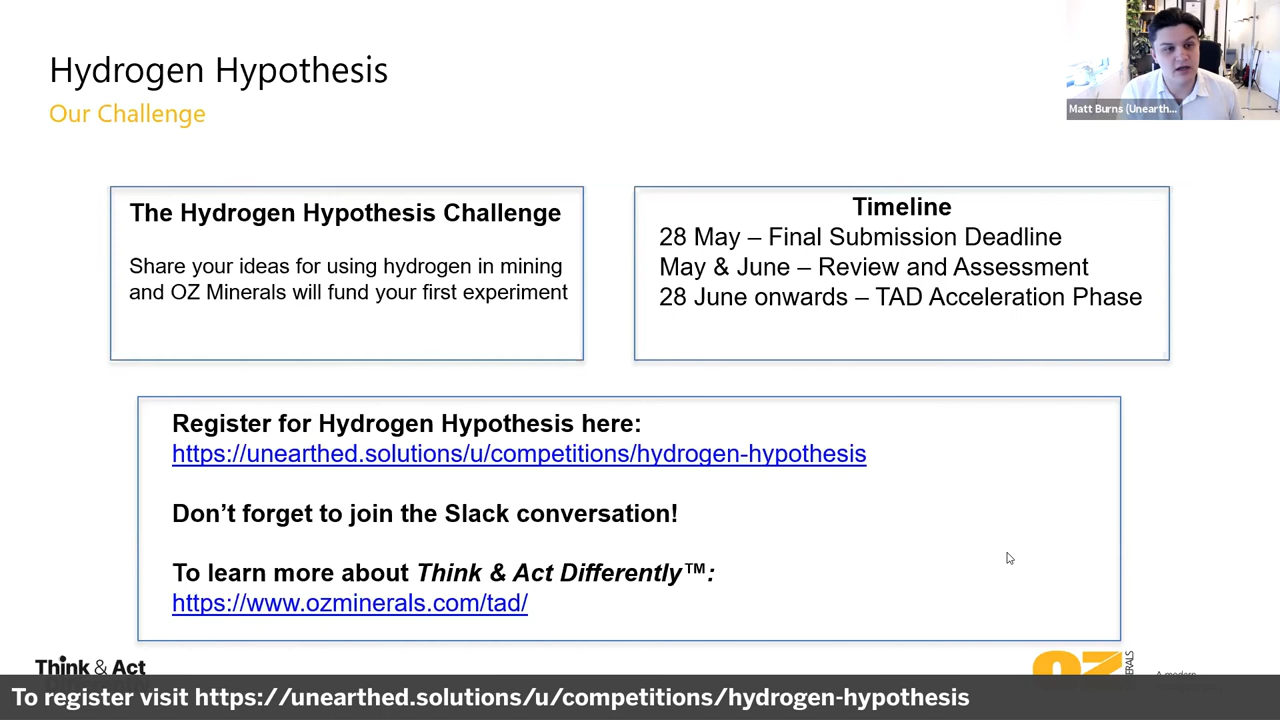 Hydrogen Hypothesis
Our Challenge
Matt Burns (Unearth...
The Hydrogen Hypothesis Challenge
Share your ideas for using hydrogen in mining
and OZ Minerals will fund your first experiment
Timeline
28 May – Final Submission Deadline
May & June – Review and Assessment
28 June onwards – TAD Acceleration Phase
Register for Hydrogen Hypothesis here:
https://unearthed.solutions/u/competitions/hydrogen-hypothesis
Don’t forget to join the Slack conversation!
To learn more about Think & Act Differently™:
https://www.ozminerals.com/tad/
Think & Act
OZ
To register visit https://unearthed.solutions/u/competitions/hydrogen-hypothesis